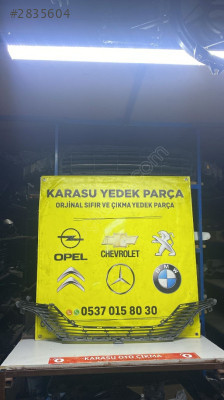 #2835604
KARASU YEDEK PARÇA
ORJİNAL SIFIR VE ÇIKMA YEDEK PARÇA
OPEL
CHEVROLET
BMW
0537 015 80 30
KARASU OTO ÇIKMA